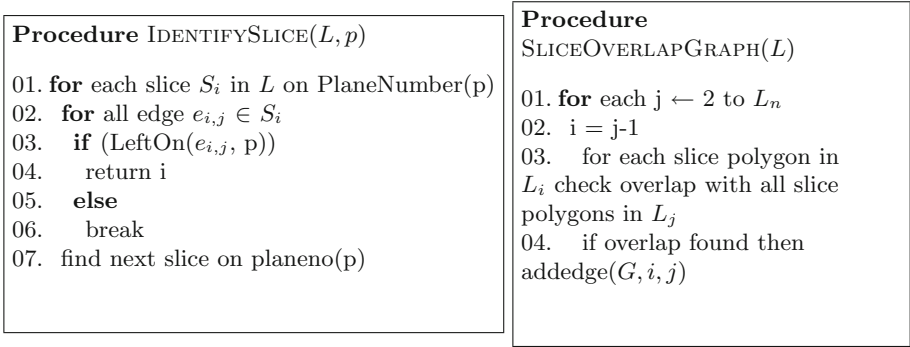 Procedure IDENTIFYSLICE(L, p)
01. for each slice S_i in L on PlaneNumber(p)
02. for all edge e_{i,j} ∈ S_i
03. if (LeftOn(e_{i,j}, p))
04. return i
05. else
06. break
07. find next slice on planeno(p)
Procedure
SLICEOVERLAPGRAPH(L)
01. for each j ← 2 to L_n
02. i = j-1
03. for each slice polygon in
L_i check overlap with all slice
polygons in L_j
04. if overlap found then
addedge(G, i, j)